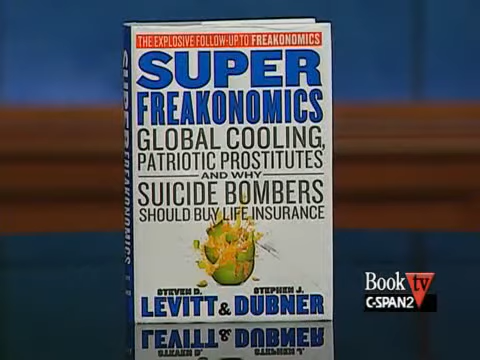 THE EXPLOSIVE FOLLOW-UP TO FREAKONOMICS
SUPER
FREAKONOMICS
GLOBAL COOLING,
PATRIOTIC PROSTITUTES
AND WHY
SUICIDE BOMBERS
SHOULD BUY LIFE INSURANCE
STEVEN D. STEPHEN J.
LEVITT & DUBNER
SUPERFREAKONOMICS
Book tv
C-SPAN2